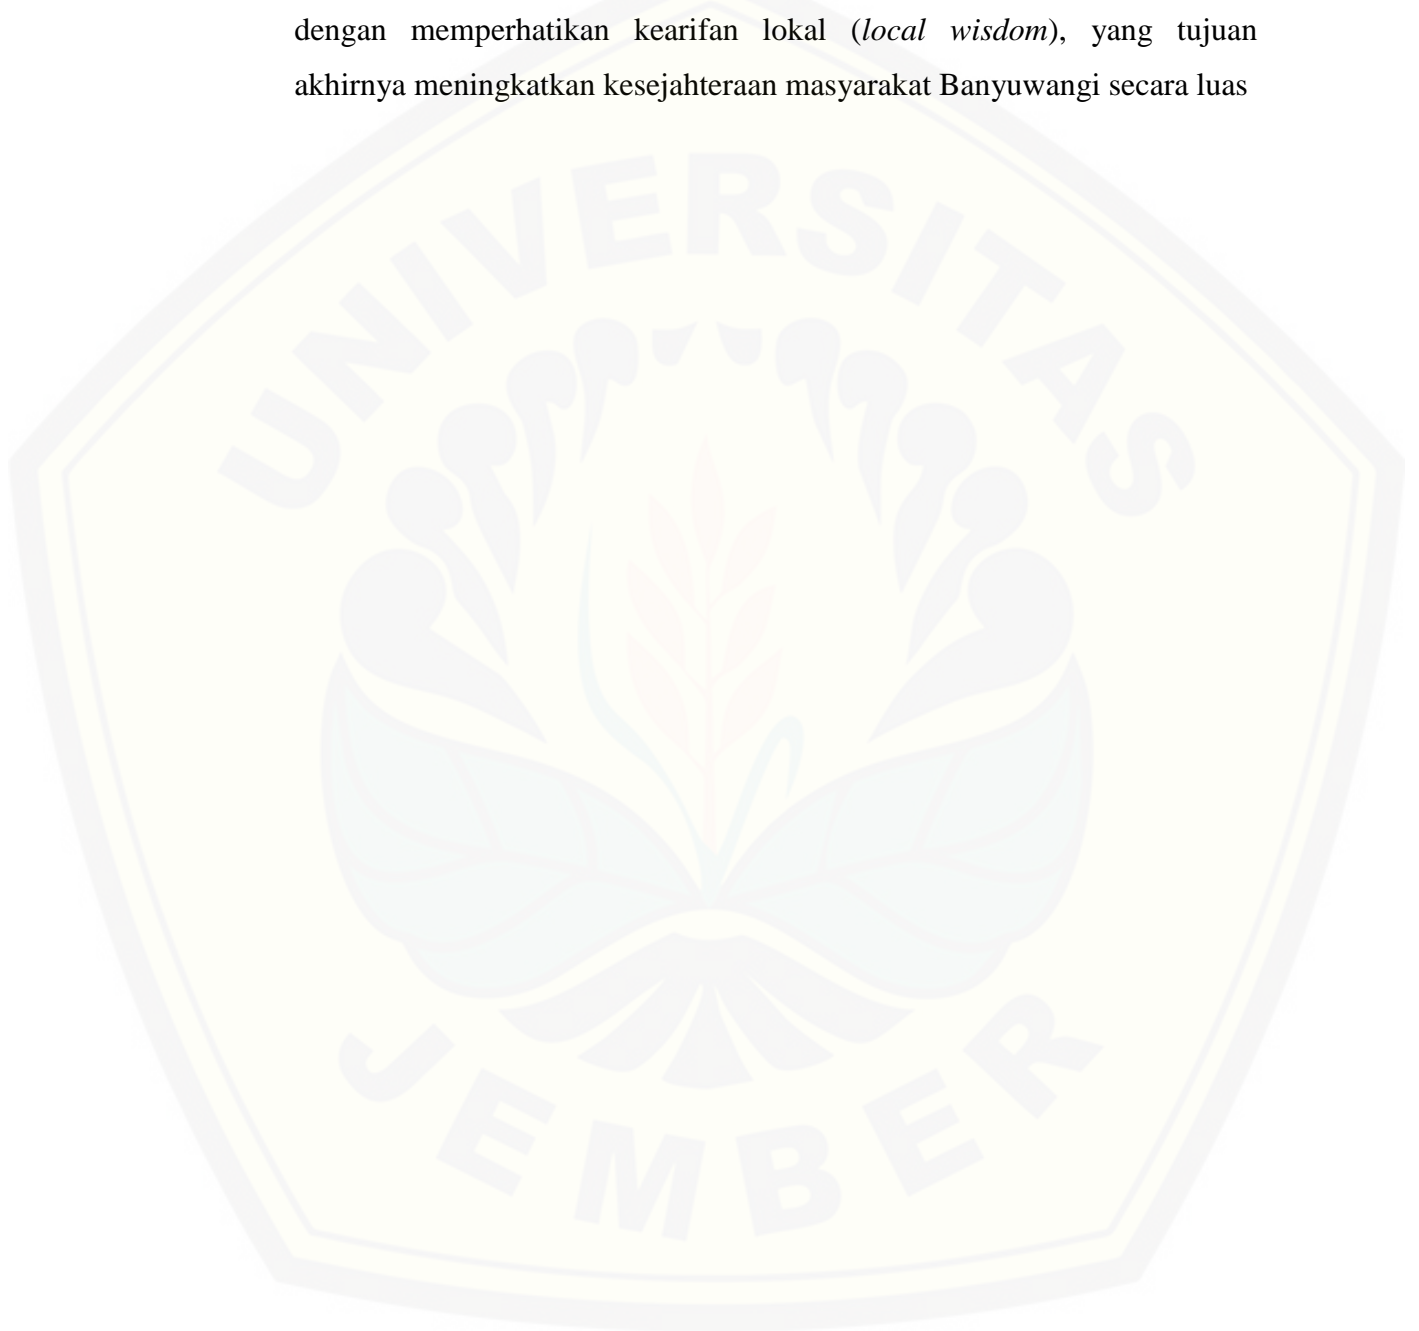 dengan memperhatikan kearifan lokal (local wisdom), yang tujuan
akhirnya meningkatkan kesejahteraan masyarakat Banyuwangi secara luas
UNIVERSITAS
JEMBER